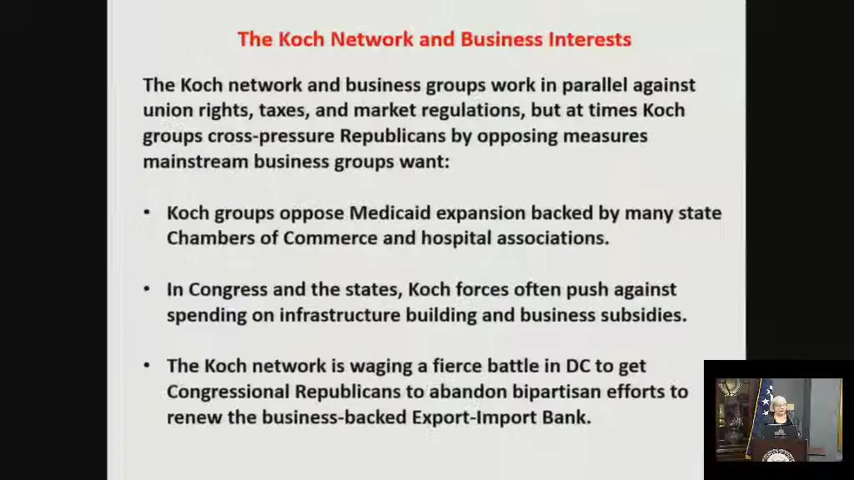 The Koch Network and Business Interests
The Koch network and business groups work in parallel against
union rights, taxes, and market regulations, but at times Koch
groups cross-pressure Republicans by opposing measures
mainstream business groups want:
• Koch groups oppose Medicaid expansion backed by many state
Chambers of Commerce and hospital associations.
• In Congress and the states, Koch forces often push against
spending on infrastructure building and business subsidies.
• The Koch network is waging a fierce battle in DC to get
Congressional Republicans to abandon bipartisan efforts to
renew the business-backed Export-Import Bank.